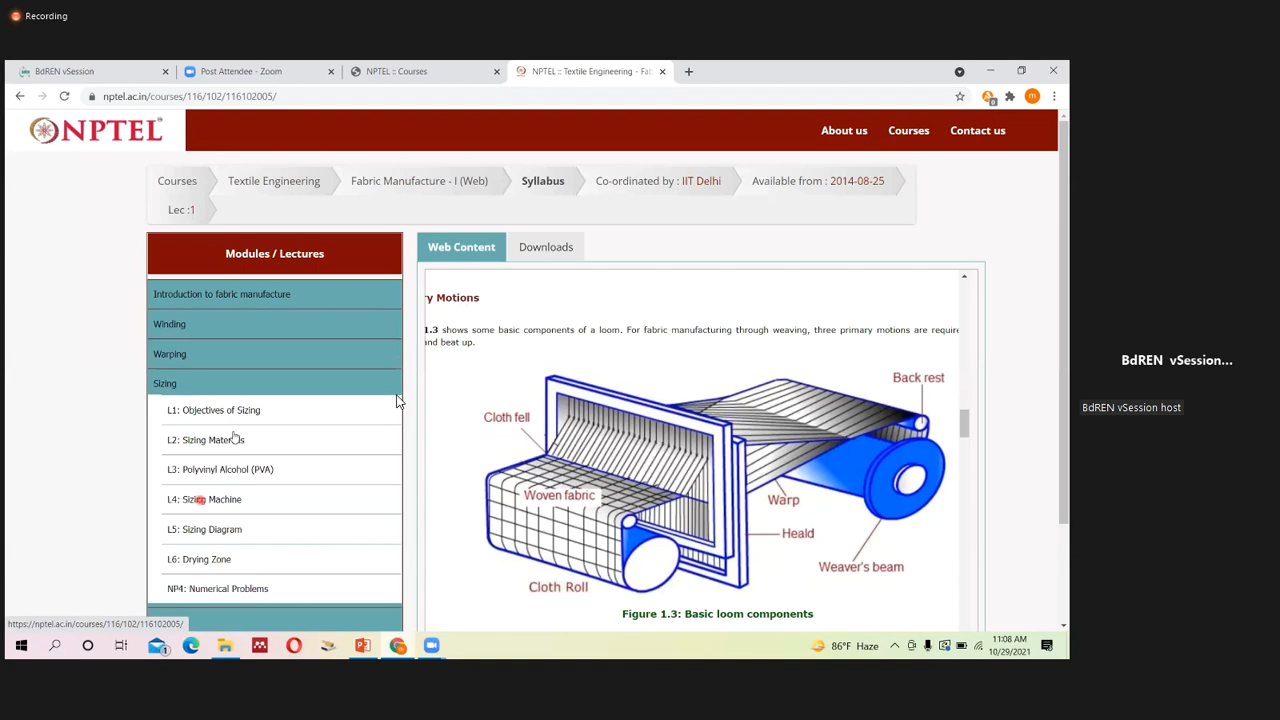 Recording
BdREN vSession
Post Attendee - Zoom
NPTEL :: Courses
NPTEL :: Textile Engineering - Fab
nptel.ac.in/courses/116/102/116102005/
NPTEL
About us
Courses
Contact us
Courses
Textile Engineering
Fabric Manufacture - I (Web)
Syllabus
Co-ordinated by : IIT Delhi
Available from : 2014-08-25
Lec :1
Modules / Lectures
Introduction to fabric manufacture
Winding
Warping
Sizing
L1: Objectives of Sizing
L2: Sizing Materials
L3: Polyvinyl Alcohol (PVA)
L4: Sizing Machine
L5: Sizing Diagram
L6: Drying Zone
NP4: Numerical Problems
https://nptel.ac.in/courses/116/102/116102005/
Web Content
Downloads
ry Motions
1.3 shows some basic components of a loom. For fabric manufacturing through weaving, three primary motions are require
and beat up.
Back rest
Cloth fell
Woven fabric
Warp
Heald
Weaver's beam
Cloth Roll
Figure 1.3: Basic loom components
BdREN vSession...
BdREN vSession host
86°F Haze
11:08 AM
10/29/2021